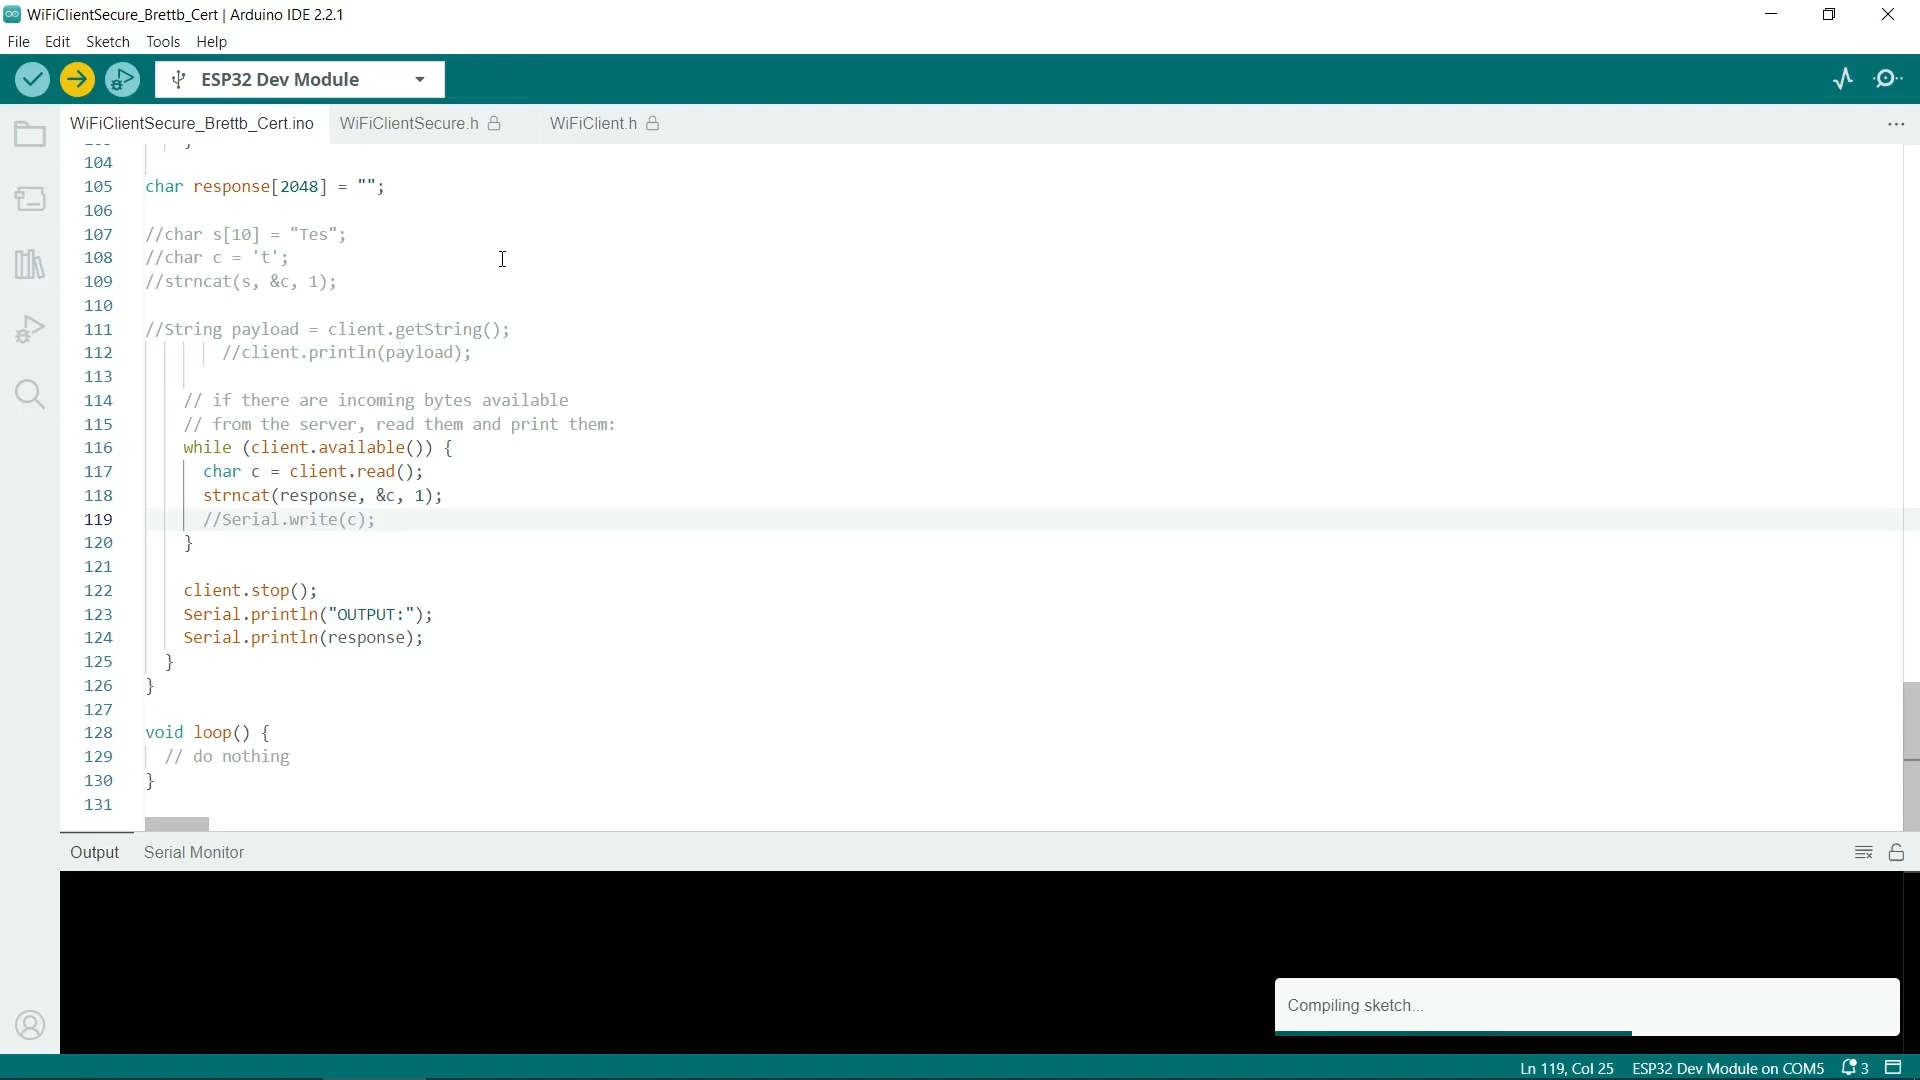 WiFiClientSecure_Brettb_Cert | Arduino IDE 2.2.1
File Edit Sketch Tools Help
ESP32 Dev Module
WiFiClientSecure_Brettb_Cert.ino WiFiClientSecure.h WiFiClient.h
104
105 char response[2048] = "";
106
107 //char s[10] = "Tes";
108 //char c = 't';
109 //strncat(s, &c, 1);
110
111 //String payload = client.getString();
112 //client.println(payload);
113
114 // if there are incoming bytes available
115 // from the server, read them and print them:
116 while (client.available()) {
117 char c = client.read();
118 strncat(response, &c, 1);
119 //Serial.write(c);
120 }
121
122 client.stop();
123 Serial.println("OUTPUT:");
124 Serial.println(response);
125 }
126 }
127
128 void loop() {
129 // do nothing
130 }
131
Output Serial Monitor
Compiling sketch...
Ln 119, Col 25 ESP32 Dev Module on COM5 3